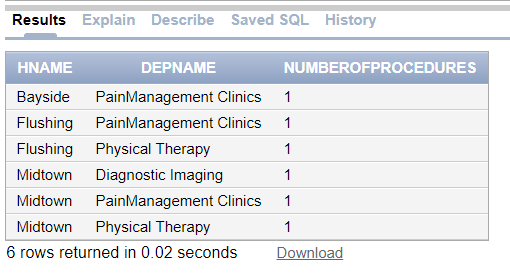 Results Explain Describe Saved SQL History
HNAME DEPNAME NUMBEROFPROCEDURES
Bayside PainManagement Clinics 1
Flushing PainManagement Clinics 1
Flushing Physical Therapy 1
Midtown Diagnostic Imaging 1
Midtown PainManagement Clinics 1
Midtown Physical Therapy 1
6 rows returned in 0.02 seconds Download